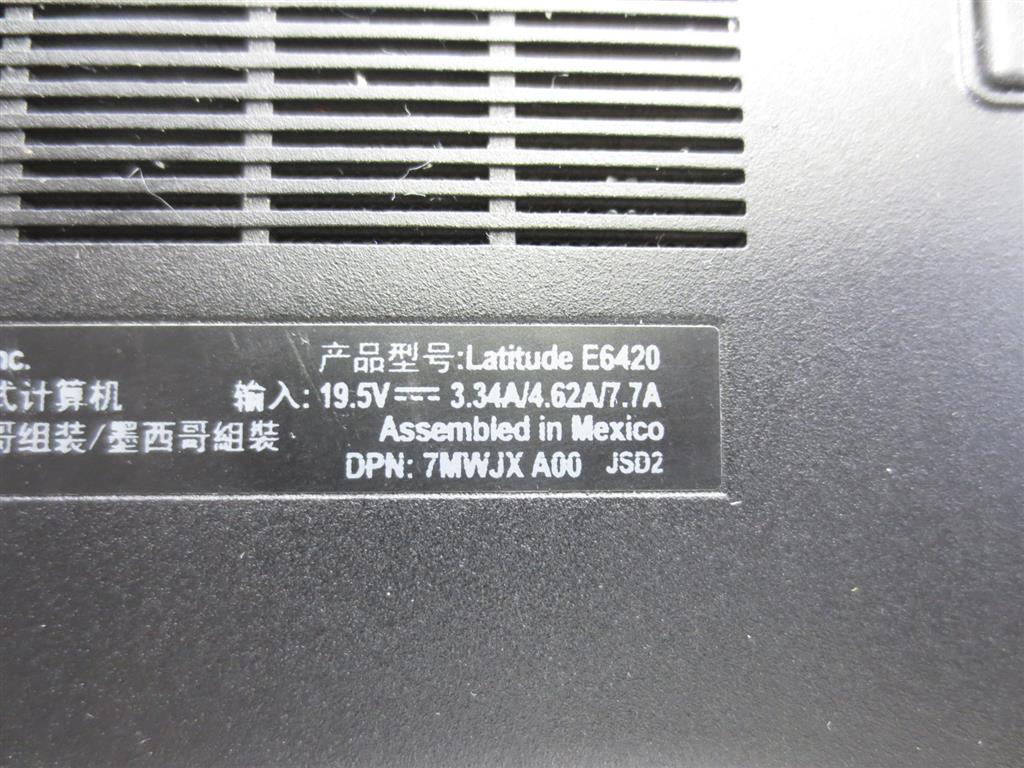 nc. 产品型号:Latitude E6420
式计算机 输入: 19.5V⎓ 3.34A/4.62A/7.7A
哥组装/墨西哥組裝 Assembled in Mexico
DPN: 7MWJX A00 JSD2